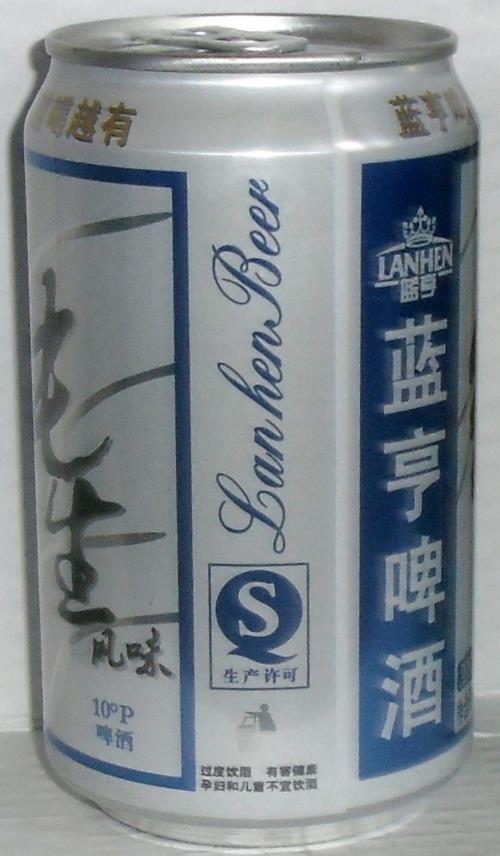 越有
蓝亨
生
风味
10°P
啤酒
Lanhen Beer
S
生产许可
过度饮酒 有害健康
孕妇和儿童不宜饮酒
LANHEN
蓝亨
蓝亨啤酒